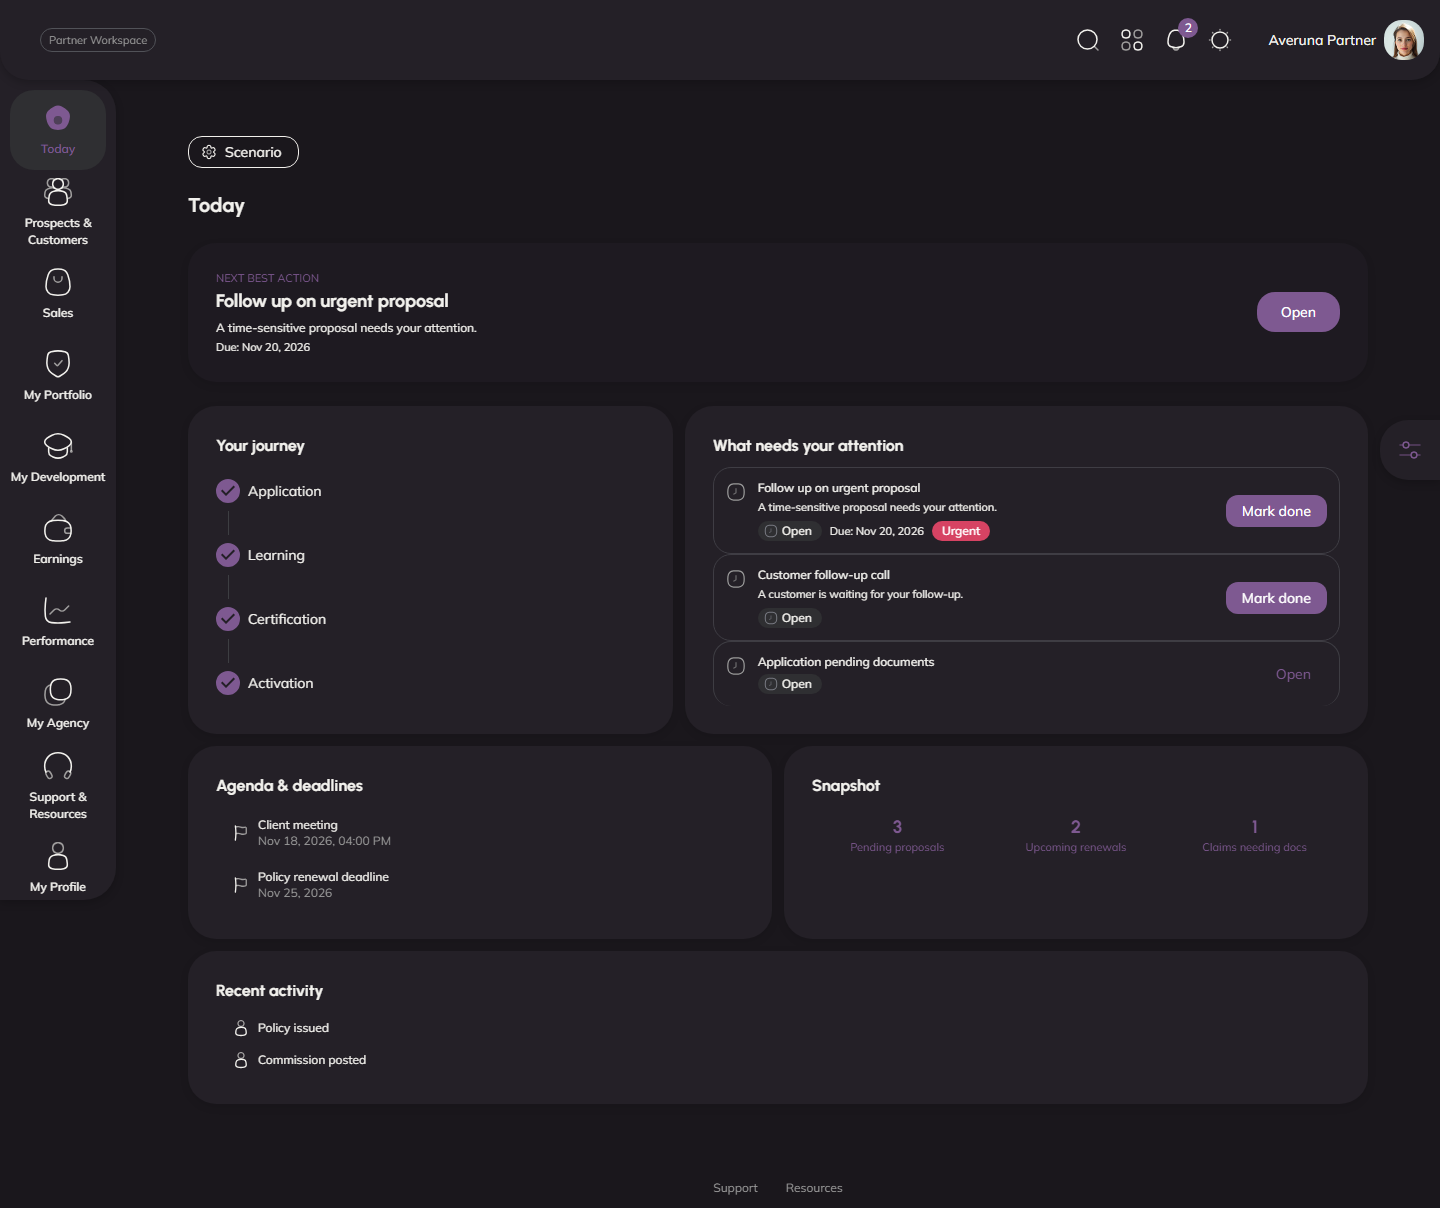 Partner Workspace
2
Averuna Partner
Today
Prospects &
Customers
Sales
My Portfolio
My Development
Earnings
Performance
My Agency
Support &
Resources
My Profile
Scenario
Today
NEXT BEST ACTION
Follow up on urgent proposal
A time-sensitive proposal needs your attention.
Due: Nov 20, 2026
Open
Your journey
Application
Learning
Certification
Activation
What needs your attention
Follow up on urgent proposal
A time-sensitive proposal needs your attention.
Open Due: Nov 20, 2026 Urgent
Mark done
Customer follow-up call
A customer is waiting for your follow-up.
Open
Mark done
Application pending documents
Open
Open
Agenda & deadlines
Client meeting
Nov 18, 2026, 04:00 PM
Policy renewal deadline
Nov 25, 2026
Snapshot
3
Pending proposals
2
Upcoming renewals
1
Claims needing docs
Recent activity
Policy issued
Commission posted
Support Resources